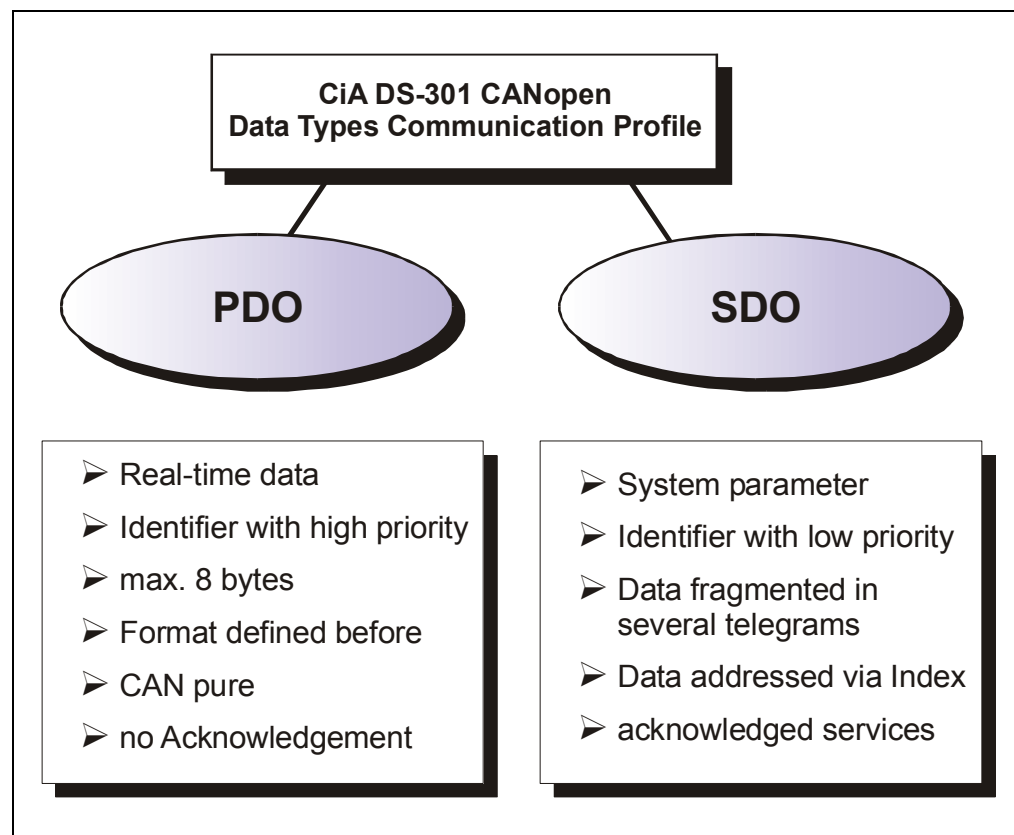 CiA DS-301 CANopen
Data Types Communication Profile
PDO
SDO
➢ Real-time data
➢ Identifier with high priority
➢ max. 8 bytes
➢ Format defined before
➢ CAN pure
➢ no Acknowledgement
➢ System parameter
➢ Identifier with low priority
➢ Data fragmented in
several telegrams
➢ Data addressed via Index
➢ acknowledged services